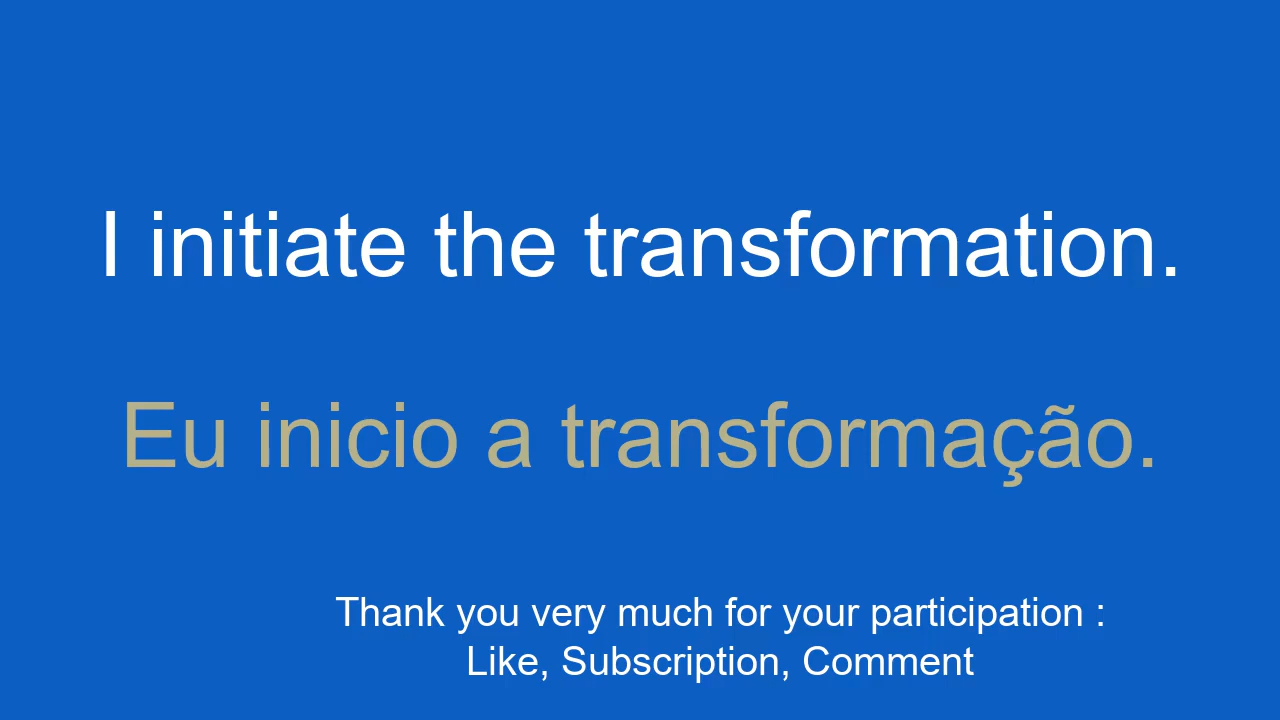 I initiate the transformation.
Eu inicio a transformação.
Thank you very much for your participation :
Like, Subscription, Comment